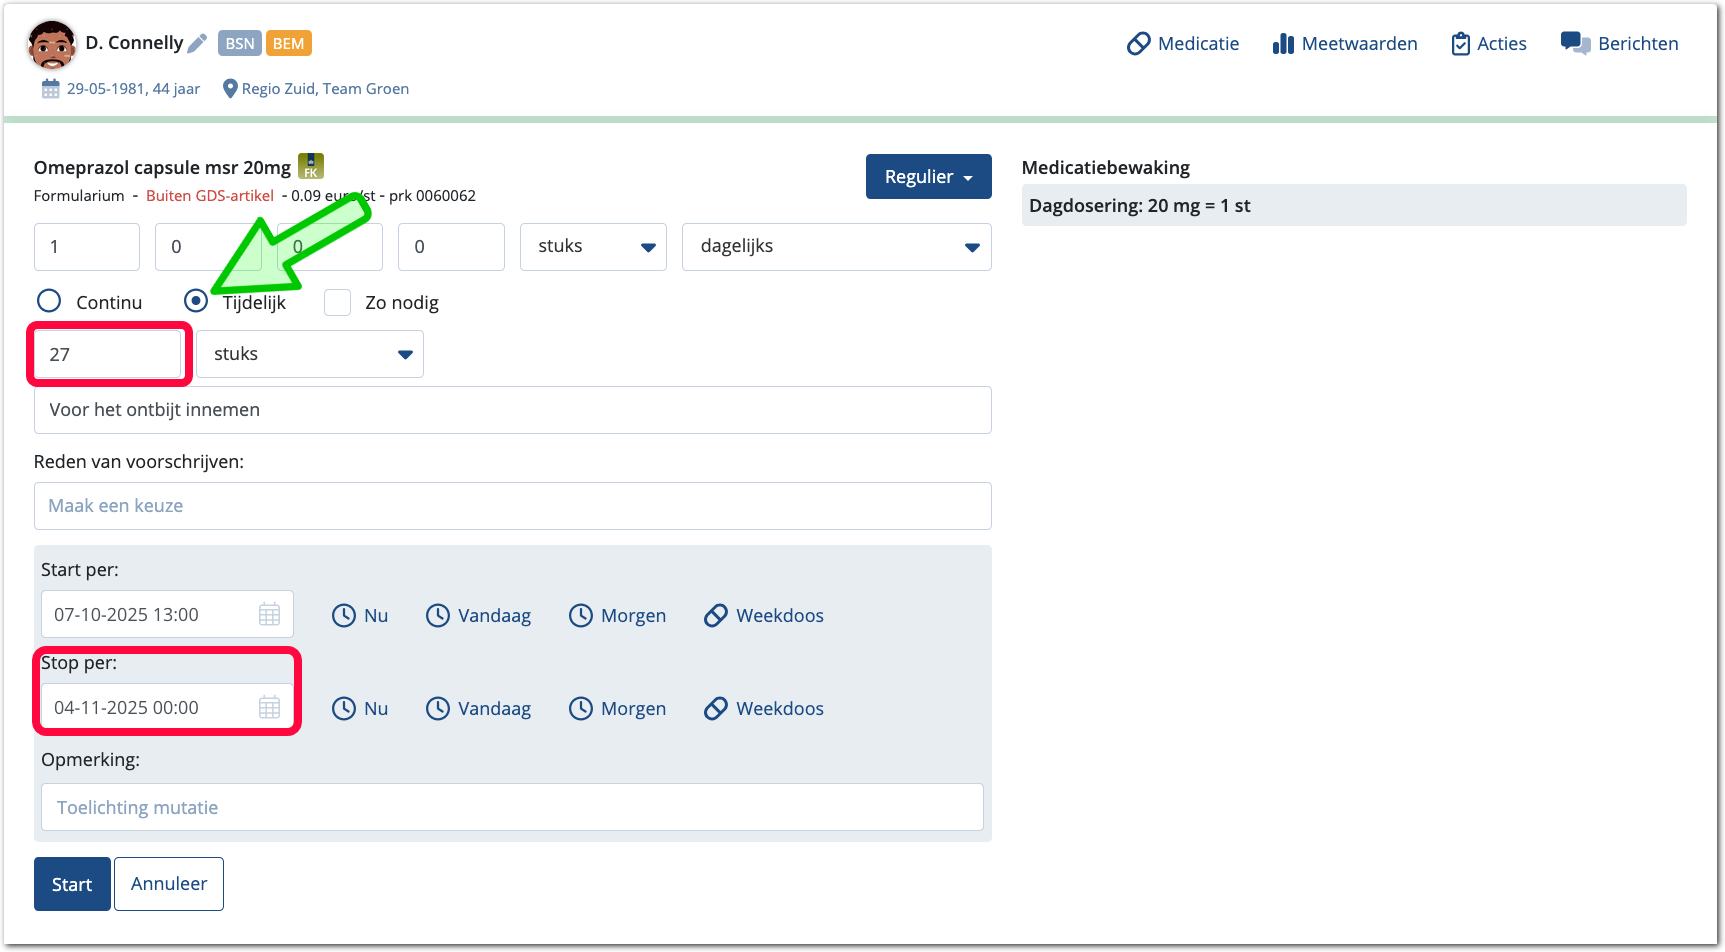 D. Connelly BSN BEM
Medicatie Meetwaarden Acties Berichten
29-05-1981, 44 jaar Regio Zuid, Team Groen
Omeprazol capsule msr 20mg FK
Regulier
Medicatiebewaking
Formularium - Buiten GDS-artikel - 0.09 euro/st - prk 0060062
Dagdosering: 20 mg = 1 st
1 0 0 0 stuks dagelijks
Continu Tijdelijk Zo nodig
27 stuks
Voor het ontbijt innemen
Reden van voorschrijven:
Maak een keuze
Start per:
07-10-2025 13:00 Nu Vandaag Morgen Weekdoos
Stop per:
04-11-2025 00:00 Nu Vandaag Morgen Weekdoos
Opmerking:
Toelichting mutatie
Start Annuleer